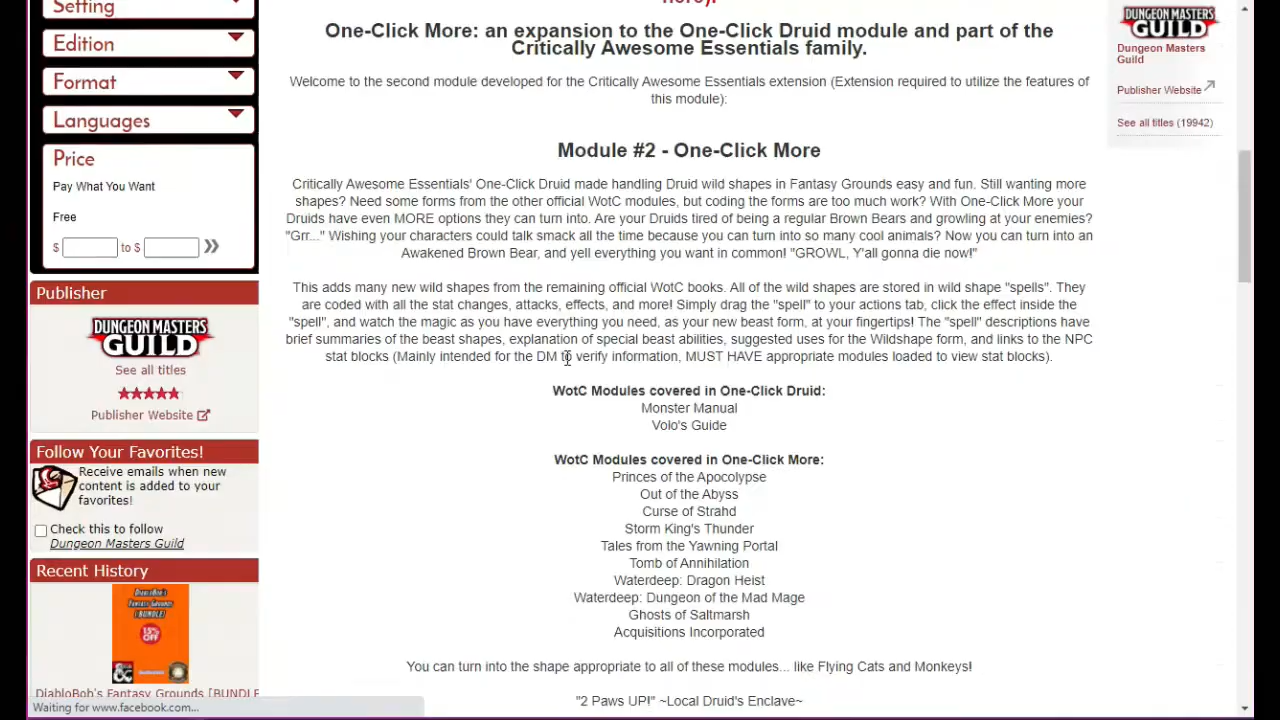 Setting
Edition
Format
Languages
Price
Pay What You Want
Free
$ to $ »
Publisher
DUNGEON MASTERS
GUILD
See all titles
Publisher Website
Follow Your Favorites!
Receive emails when new
content is added to your
favorites!
Check this to follow
Dungeon Masters Guild
Recent History
DIABLOBOB'S
FANTASY GROUNDS
(BUNDLE)
15%
OFF
DiabloBob's Fantasy Grounds [BUNDLE
Waiting for www.facebook.com...
here).
One-Click More: an expansion to the One-Click Druid module and part of the
Critically Awesome Essentials family.
Welcome to the second module developed for the Critically Awesome Essentials extension (Extension required to utilize the features of
this module):
Module #2 - One-Click More
Critically Awesome Essentials' One-Click Druid made handling Druid wild shapes in Fantasy Grounds easy and fun. Still wanting more
shapes? Need some forms from the other official WotC modules, but coding the forms are too much work? With One-Click More your
Druids have even MORE options they can turn into. Are your Druids tired of being a regular Brown Bears and growling at your enemies?
"Grr..." Wishing your characters could talk smack all the time because you can turn into so many cool animals? Now you can turn into an
Awakened Brown Bear, and yell everything you want in common! "GROWL, Y'all gonna die now!"
This adds many new wild shapes from the remaining official WotC books. All of the wild shapes are stored in wild shape "spells". They
are coded with all the stat changes, attacks, effects, and more! Simply drag the "spell" to your actions tab, click the effect inside the
"spell", and watch the magic as you have everything you need, as your new beast form, at your fingertips! The "spell" descriptions have
brief summaries of the beast shapes, explanation of special beast abilities, suggested uses for the Wildshape form, and links to the NPC
stat blocks (Mainly intended for the DM to verify information, MUST HAVE appropriate modules loaded to view stat blocks).
WotC Modules covered in One-Click Druid:
Monster Manual
Volo's Guide
WotC Modules covered in One-Click More:
Princes of the Apocolypse
Out of the Abyss
Curse of Strahd
Storm King's Thunder
Tales from the Yawning Portal
Tomb of Annihilation
Waterdeep: Dragon Heist
Waterdeep: Dungeon of the Mad Mage
Ghosts of Saltmarsh
Acquisitions Incorporated
You can turn into the shape appropriate to all of these modules... like Flying Cats and Monkeys!
"2 Paws UP!" ~Local Druid's Enclave~
DUNGEON MASTERS
GUILD
Dungeon Masters
Guild
Publisher Website
See all titles (19942)